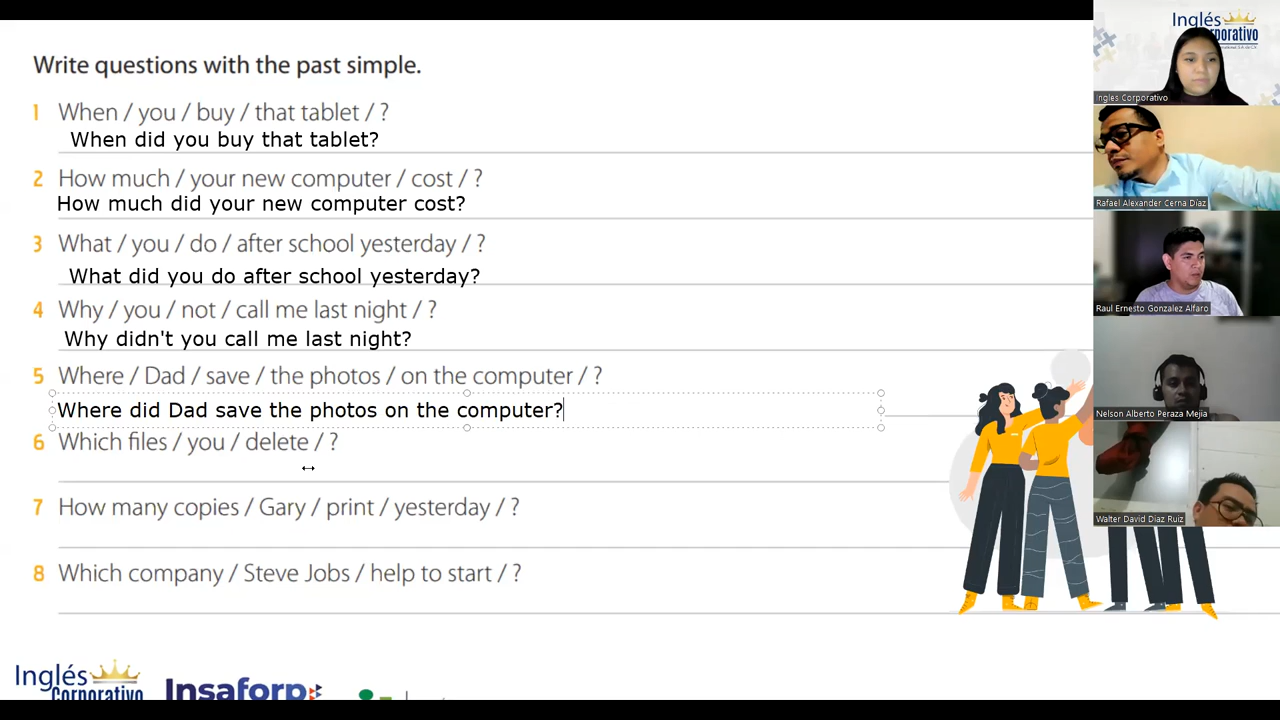 Write questions with the past simple.
1 When / you / buy / that tablet / ?
When did you buy that tablet?
2 How much / your new computer / cost / ?
How much did your new computer cost?
3 What / you / do / after school yesterday / ?
What did you do after school yesterday?
4 Why / you / not / call me last night / ?
Why didn't you call me last night?
5 Where / Dad / save / the photos / on the computer / ?
Where did Dad save the photos on the computer?
6 Which files / you / delete / ?
7 How many copies / Gary / print / yesterday / ?
8 Which company / Steve Jobs / help to start / ?
Inglés
Corporativo
Insaforp
Inglés
Corporativo
Ingles Corporativo
Rafael Alexander Cerna Díaz
Raul Ernesto Gonzalez Alfaro
Nelson Alberto Peraza Mejia
Walter David Diaz Ruiz